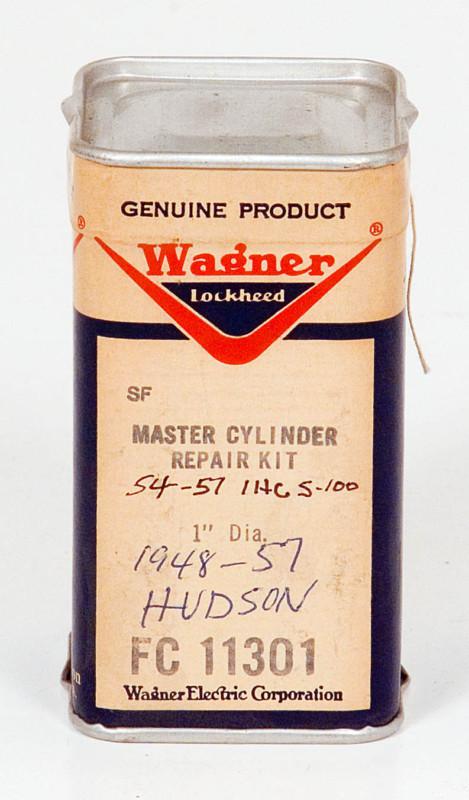 GENUINE PRODUCT
®
®
Wagner
Lockheed
SF
MASTER CYLINDER
REPAIR KIT
54-57 IHC S-100
1" Dia.
1948-57
HUDSON
FC 11301
Wagner Electric Corporation